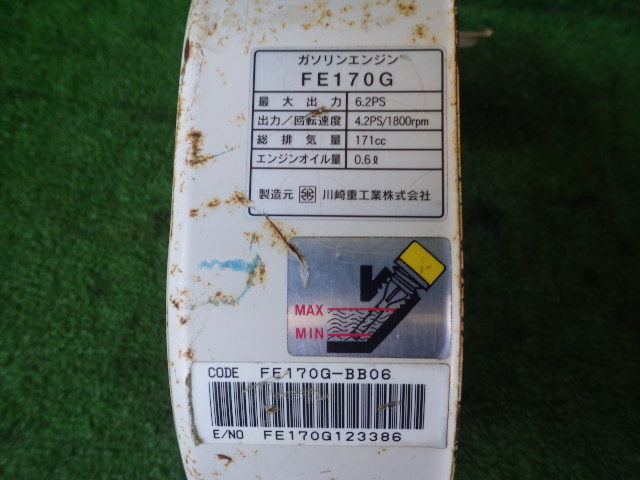 ガソリンエンジン
FE170G
最大出力 6.2PS
出力/回転速度 4.2PS/1800rpm
総排気量 171cc
エンジンオイル量 0.6ℓ
製造元 川崎重工業株式会社
MAX
MIN
CODE FE170G-BB06
E/NO FE170G123386